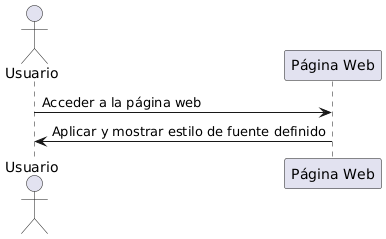 Usuario
Página Web
Acceder a la página web
Aplicar y mostrar estilo de fuente definido
Usuario
Página Web